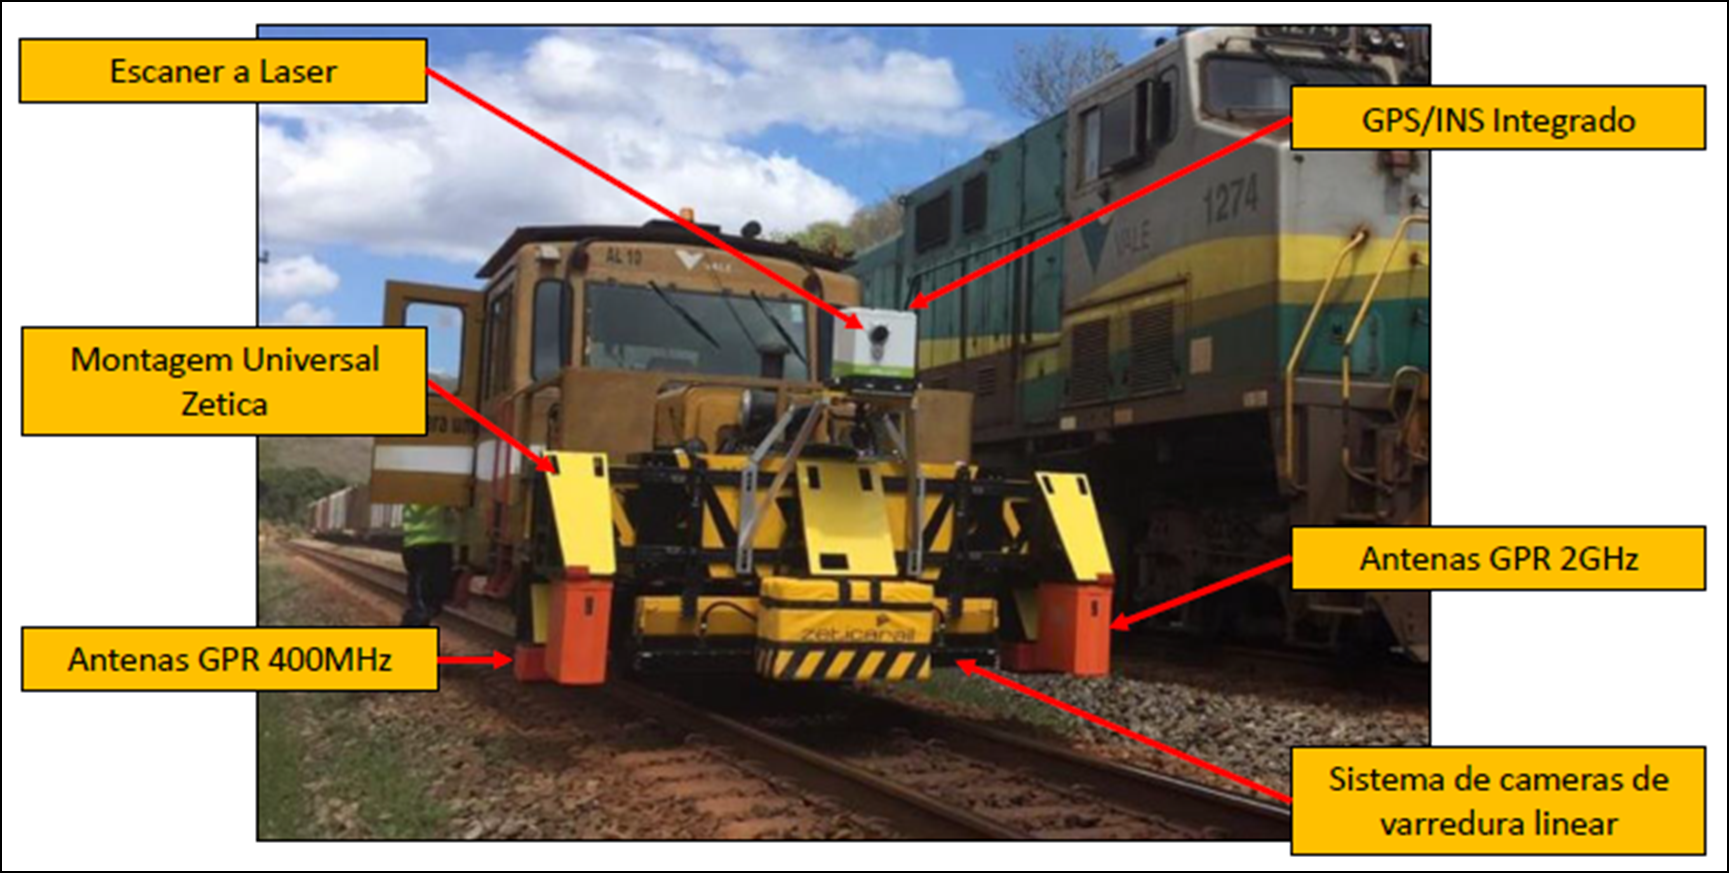 Escaner a Laser
GPS/INS Integrado
1274
VALE
AL 10
VALE
Montagem Universal
Zetica
Antenas GPR 2GHz
zeticarail
Antenas GPR 400MHz
Sistema de cameras de
varredura linear